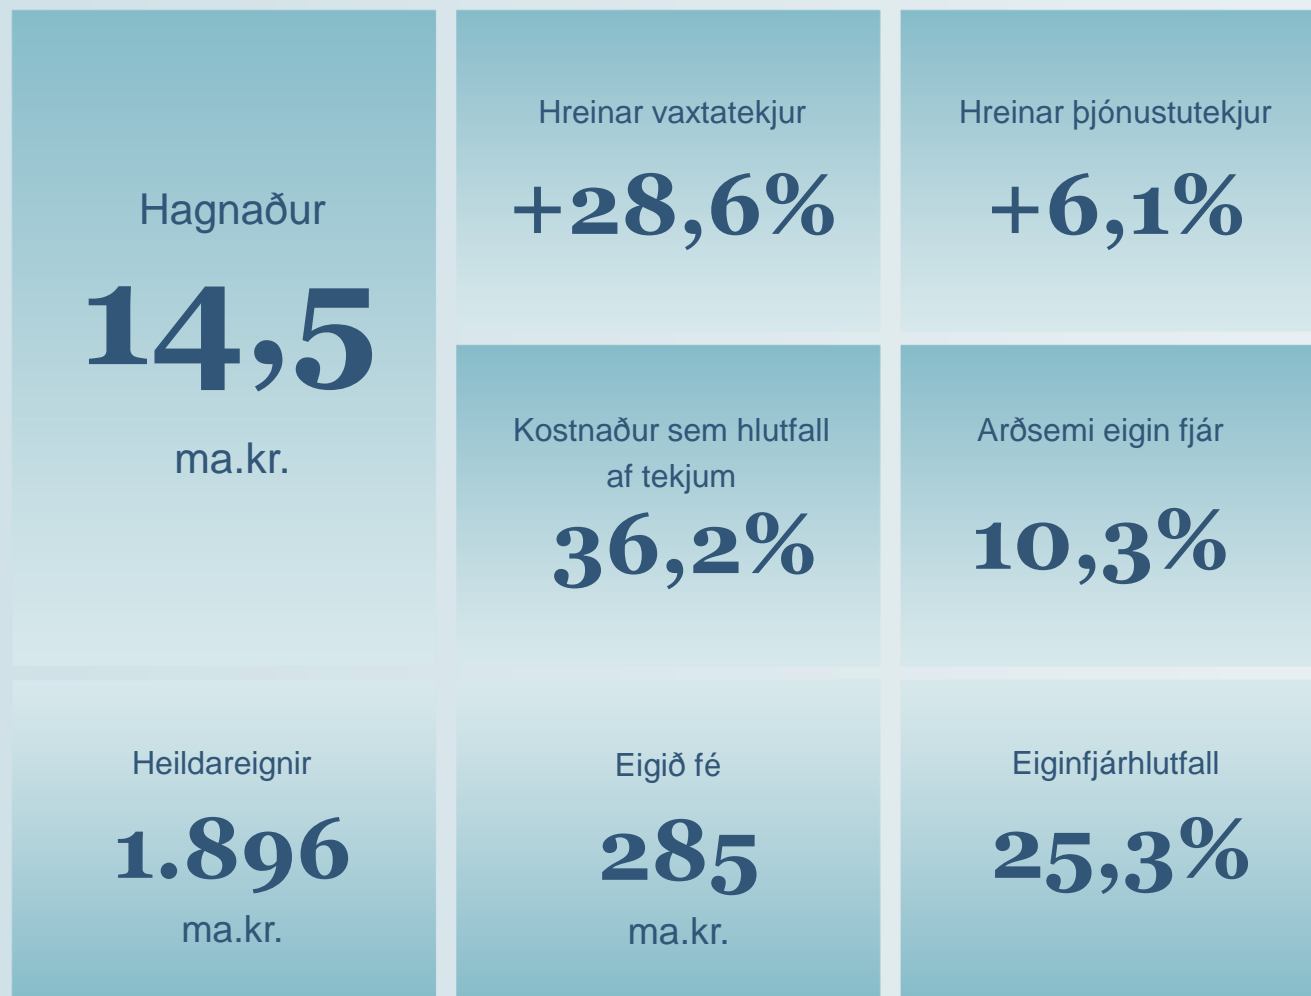 Hagnaður
14,5
ma.kr.
Hreinar vaxtatekjur
+28,6%
Hreinar þjónustutekjur
+6,1%
Kostnaður sem hlutfall
af tekjum
36,2%
Arðsemi eigin fjár
10,3%
Heildareignir
1.896
ma.kr.
Eigið fé
285
ma.kr.
Eiginfjárhlutfall
25,3%